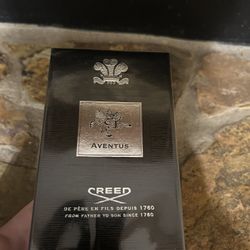 AVENTUS
CREED
DE PÈRE EN FILS DEPUIS 1760
FROM FATHER TO SON SINCE 1760